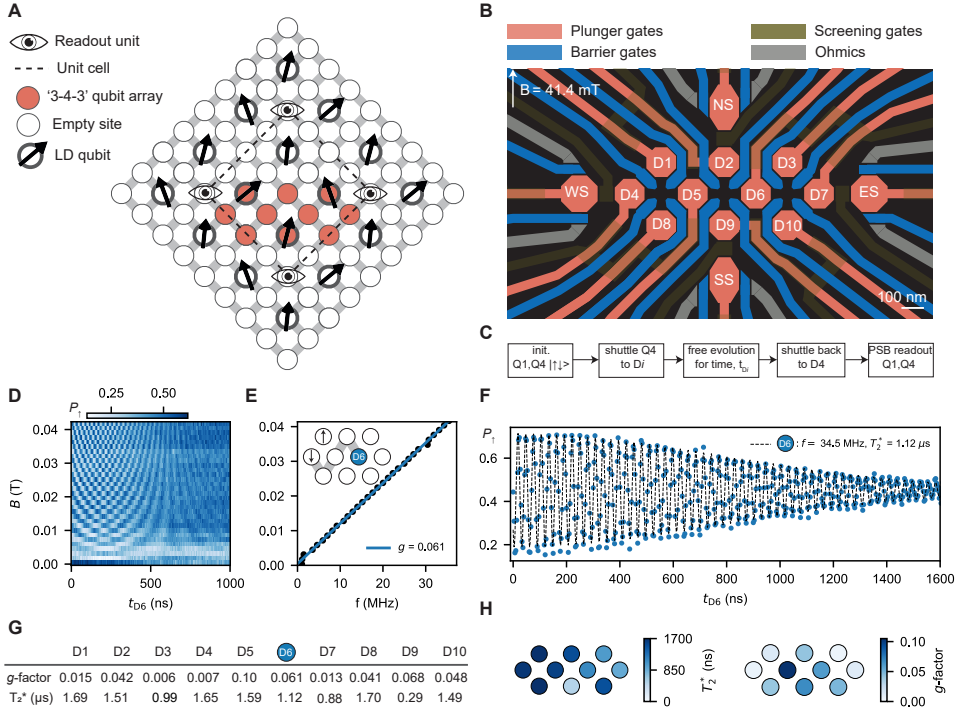 A
Readout unit
Unit cell
'3-4-3' qubit array
Empty site
LD qubit
B
Plunger gates
Barrier gates
Screening gates
Ohmics
B = 41.4 mT
NS
D1
D2
D3
WS
D4
D5
D6
D7
ES
D8
D9
D10
SS
100 nm
C
init.
Q1,Q4 |↑↓>
shuttle Q4
to Di
free evolution
for time, t_Di
shuttle back
to D4
PSB readout
Q1,Q4
D
P↑
0.25
0.50
B (T)
0.04
0.03
0.02
0.01
0.00
0
500
1000
t_D6 (ns)
E
0.04
0.03
0.02
0.01
0.00
↑
↓
D6
g = 0.061
0
10
20
30
f (MHz)
F
P↑
0.6
0.4
0.2
D6 : f = 34.5 MHz, T₂* = 1.12 µs
0 200 400 600 800 1000 1200 1400 1600
t_D6 (ns)
G
D1 D2 D3 D4 D5 D6 D7 D8 D9 D10
g-factor 0.015 0.042 0.006 0.007 0.10 0.061 0.013 0.041 0.068 0.048
T₂* (µs) 1.69 1.51 0.99 1.65 1.59 1.12 0.88 1.70 0.29 1.49
H
1700
850
0
T₂* (ns)
0.10
0.05
0.00
g-factor